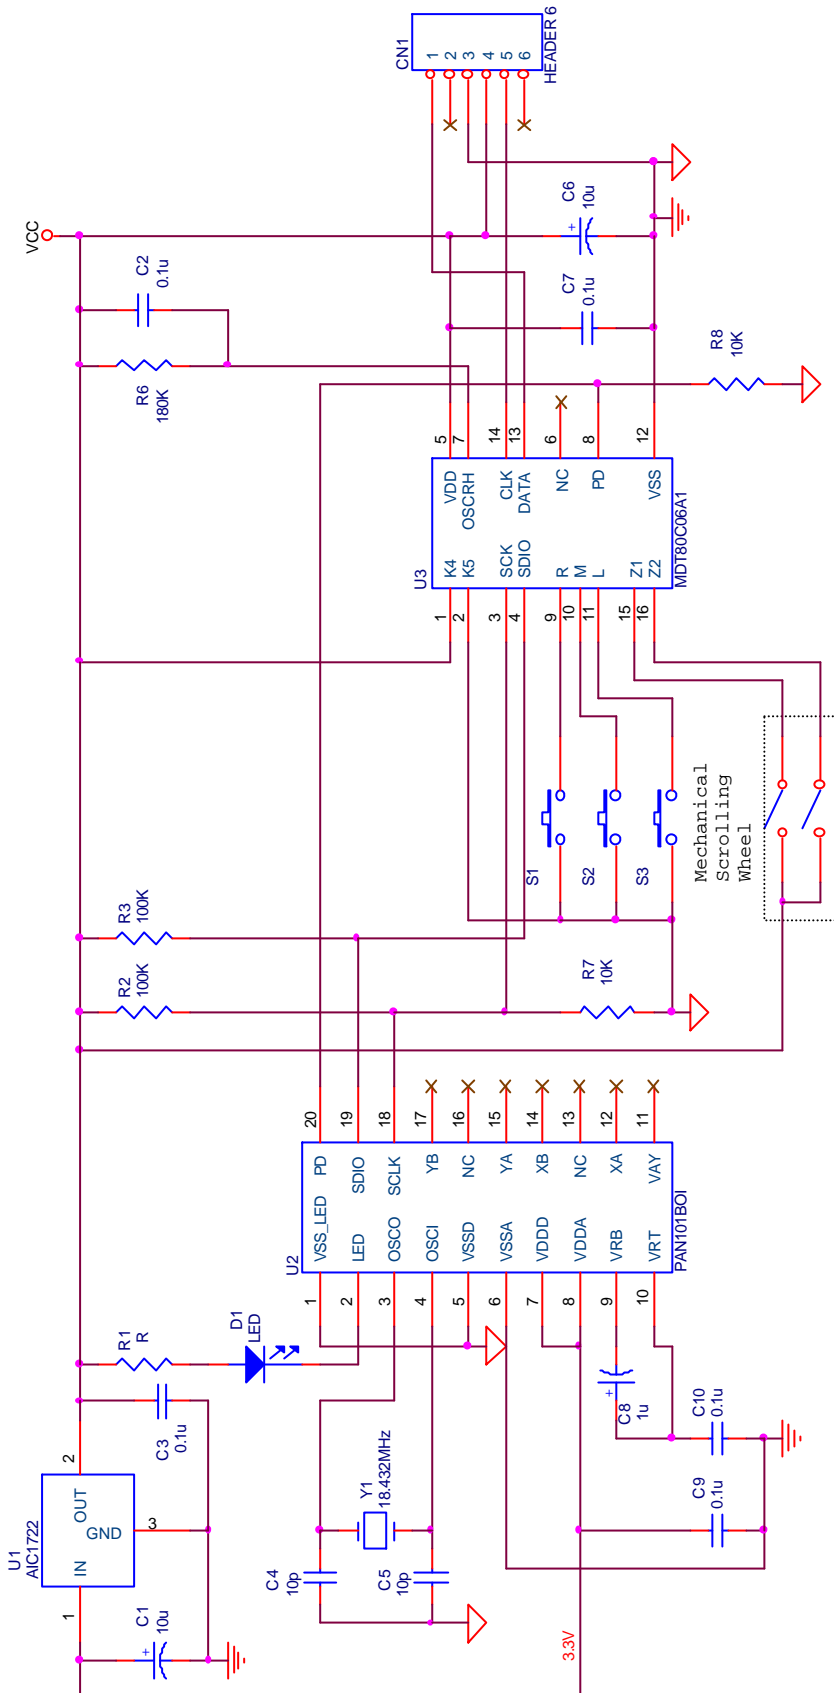 CN1
1
2
3
4
5
6
HEADER 6
VCC
C2
0.1u
R6
180K
C6
10u
C7
0.1u
R8
10K
5
7
14
13
6
8
12
VDD
OSCRH
CLK
DATA
NC
PD
VSS
U3
K4
K5
SCK
SDIO
R
M
L
Z1
Z2
MDT80C06A1
1
2
3
4
9
10
11
15
16
S1
S2
S3
Mechanical
Scrolling
Wheel
R3
100K
R2
100K
R7
10K
20
19
18
17
16
15
14
13
12
11
PD
SDIO
SCLK
YB
NC
YA
XB
NC
XA
VAY
U2
VSS_LED
LED
OSCO
OSCI
VSSD
VSSA
VDDD
VDDA
VRB
VRT
PAN101BOI
1
2
3
4
5
6
7
8
9
10
R1
R
D1
LED
C3
0.1u
C8
1u
+
C10
0.1u
C9
0.1u
Y1
18.432MHz
C4
10p
C5
10p
U1
AIC1722
IN
OUT
GND
1
2
3
C1
10u
+
+
3.3V